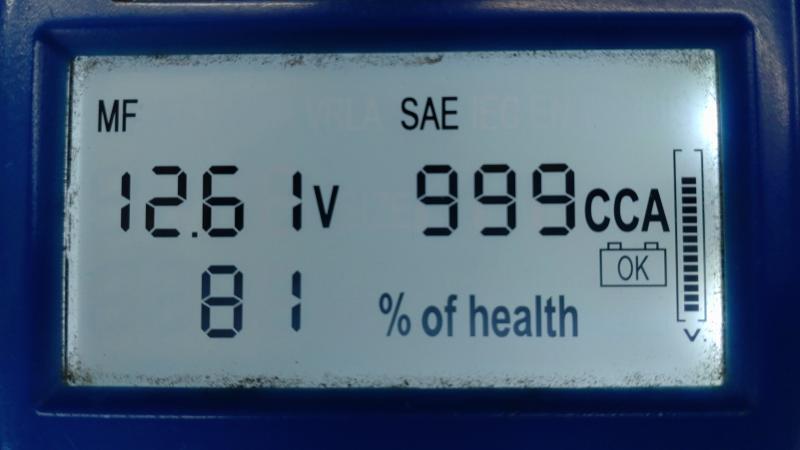 MF SAE
12.61V 999CCA
OK
81 % of health